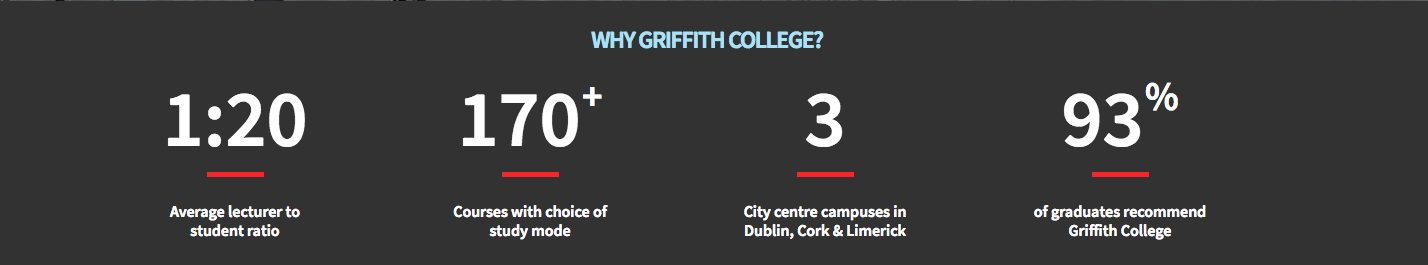 WHY GRIFFITH COLLEGE?
1:20
Average lecturer to
student ratio
170+
Courses with choice of
study mode
3
City centre campuses in
Dublin, Cork & Limerick
93%
of graduates recommend
Griffith College